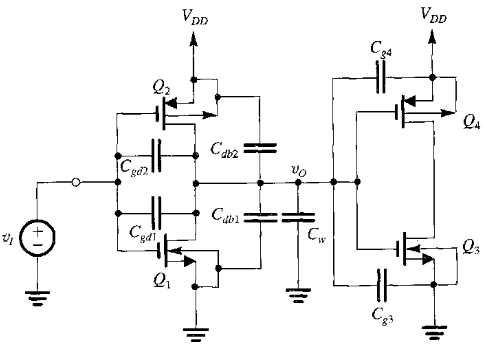 V_DD
V_DD
C_g4
Q_2
Q_4
C_gd2
C_db2
v_O
C_gd1
C_db1
C_w
v_I
+
−
Q_1
Q_3
C_g3